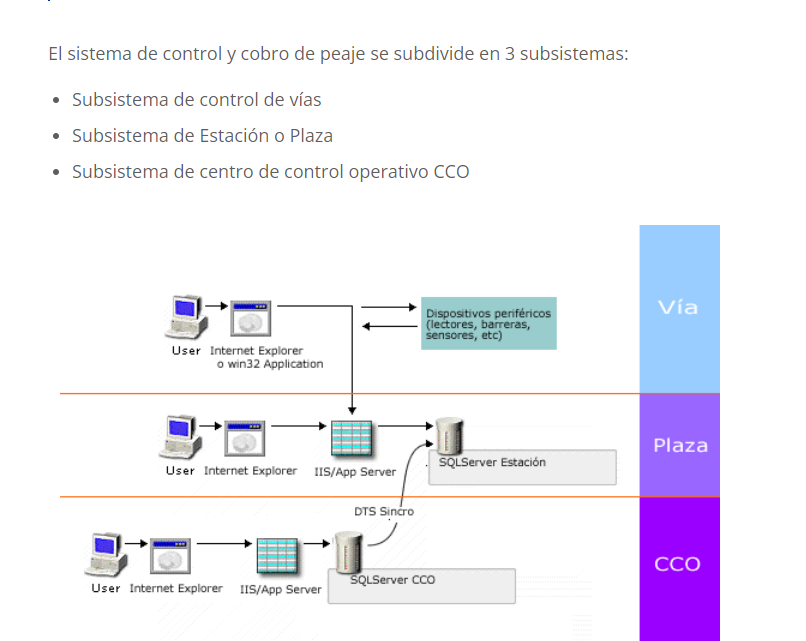 El sistema de control y cobro de peaje se subdivide en 3 subsistemas:
Subsistema de control de vías
Subsistema de Estación o Plaza
Subsistema de centro de control operativo CCO
Vía
Dispositivos periféricos
(lectores, barreras,
sensores, etc)
User
Internet Explorer
o win32 Application
Plaza
User
Internet Explorer
IIS/App Server
SQLServer Estación
DTS Sincro
CCO
User
Internet Explorer
IIS/App Server
SQLServer CCO